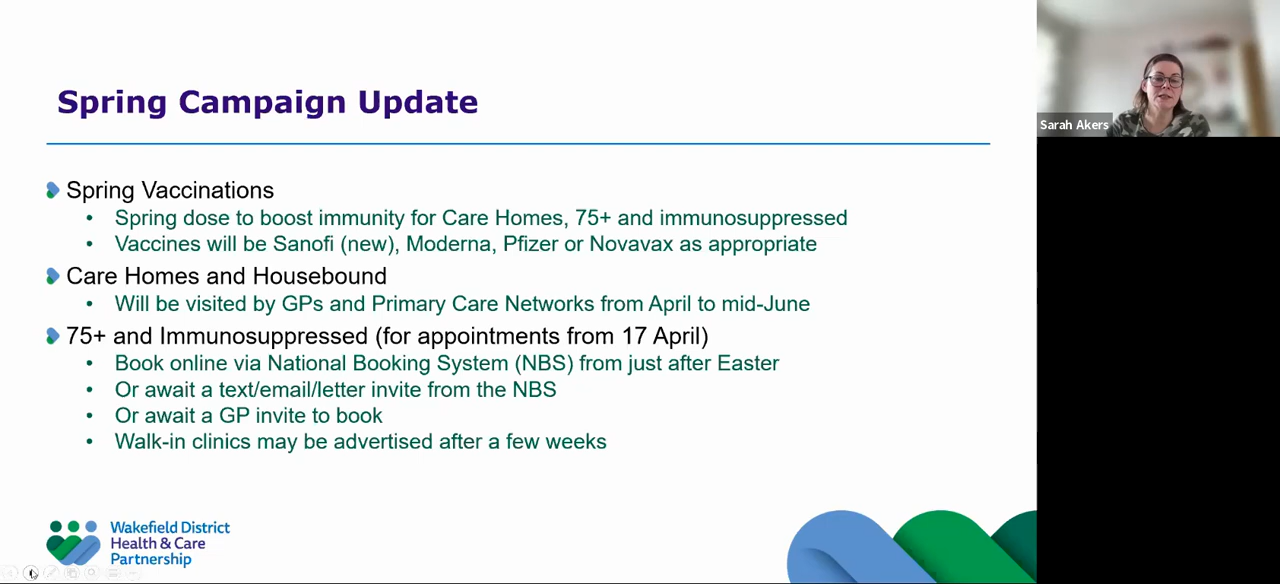 Spring Campaign Update
Spring Vaccinations
• Spring dose to boost immunity for Care Homes, 75+ and immunosuppressed
• Vaccines will be Sanofi (new), Moderna, Pfizer or Novavax as appropriate
Care Homes and Housebound
• Will be visited by GPs and Primary Care Networks from April to mid-June
75+ and Immunosuppressed (for appointments from 17 April)
• Book online via National Booking System (NBS) from just after Easter
• Or await a text/email/letter invite from the NBS
• Or await a GP invite to book
• Walk-in clinics may be advertised after a few weeks
Wakefield District
Health & Care
Partnership
Sarah Akers